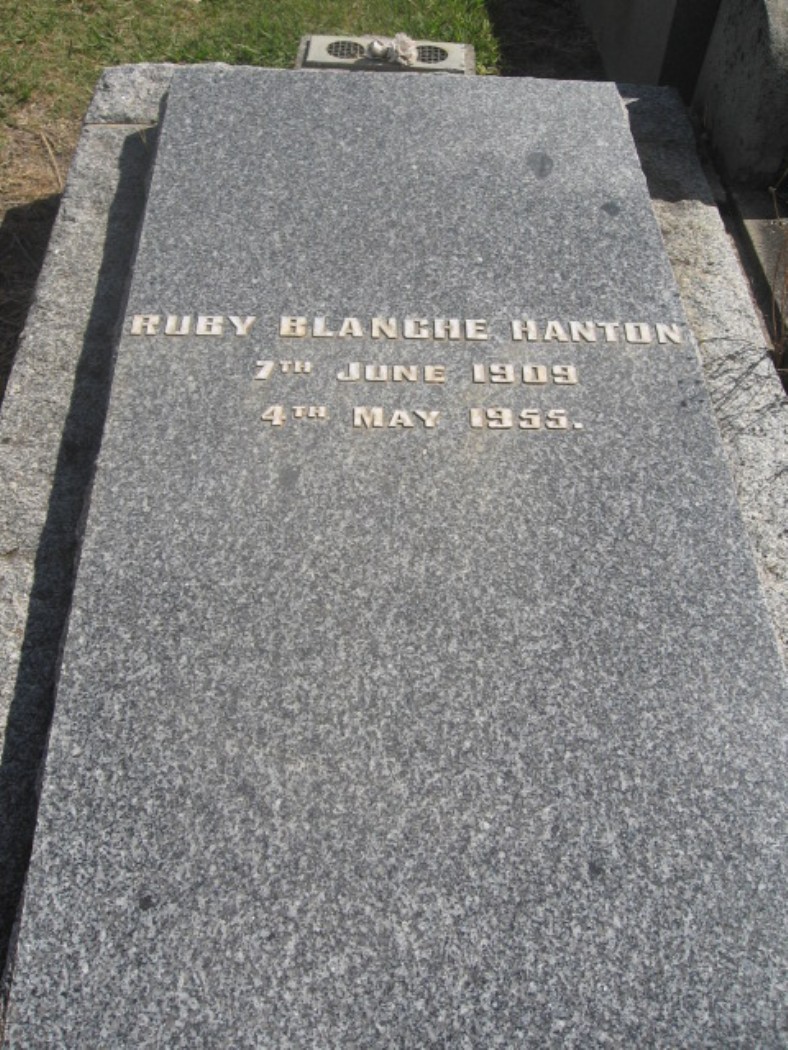 RUBY BLANCHE HANTON
7TH JUNE 1909
4TH MAY 1955.